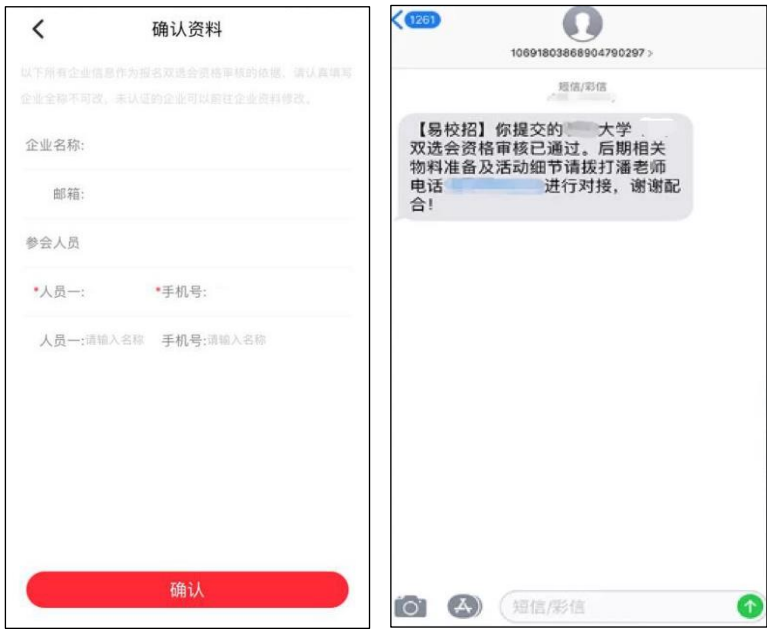 确认资料
以下所有企业信息作为报名双选会资格审核的依据，请认真填写
企业全称不可改，未认证的企业可以前往企业资料修改。
企业名称:
邮箱:
参会人员
*人员一: *手机号:
人员一:请输入名称 手机号:请输入名称
确认
1261
10691803868904790297 >
短信/彩信
【易校招】你提交的 大学
双选会资格审核已通过。后期相关
物料准备及活动细节请拨打潘老师
电话 进行对接，谢谢配
合！
短信/彩信